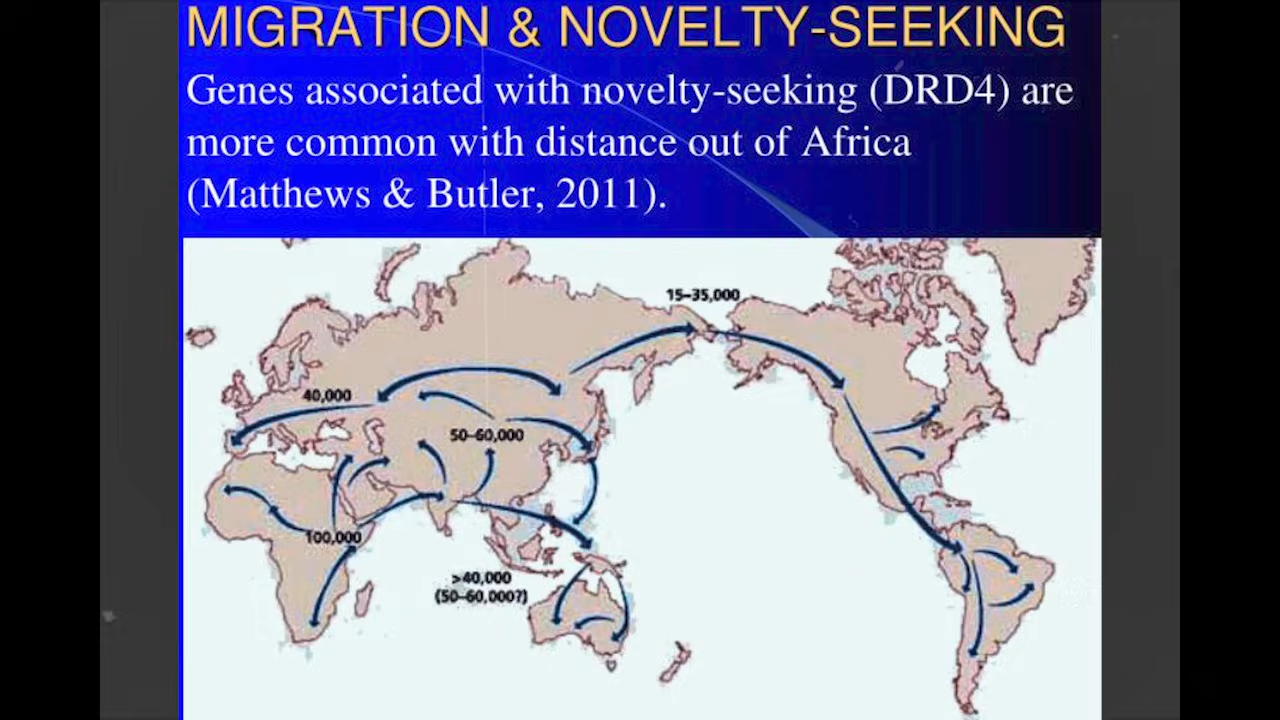 MIGRATION & NOVELTY-SEEKING
Genes associated with novelty-seeking (DRD4) are
more common with distance out of Africa
(Matthews & Butler, 2011).
15–35,000
40,000
50–60,000
100,000
>40,000
(50–60,000?)